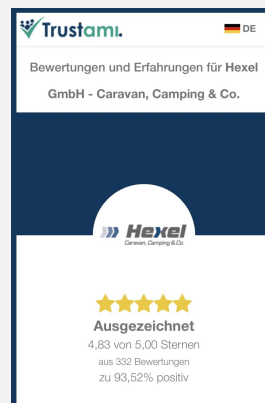 Trustami.
DE
Bewertungen und Erfahrungen für Hexel
GmbH - Caravan, Camping & Co.
Hexel
Caravan, Camping & Co.
Ausgezeichnet
4,83 von 5,00 Sternen
aus 332 Bewertungen
zu 93,52% positiv